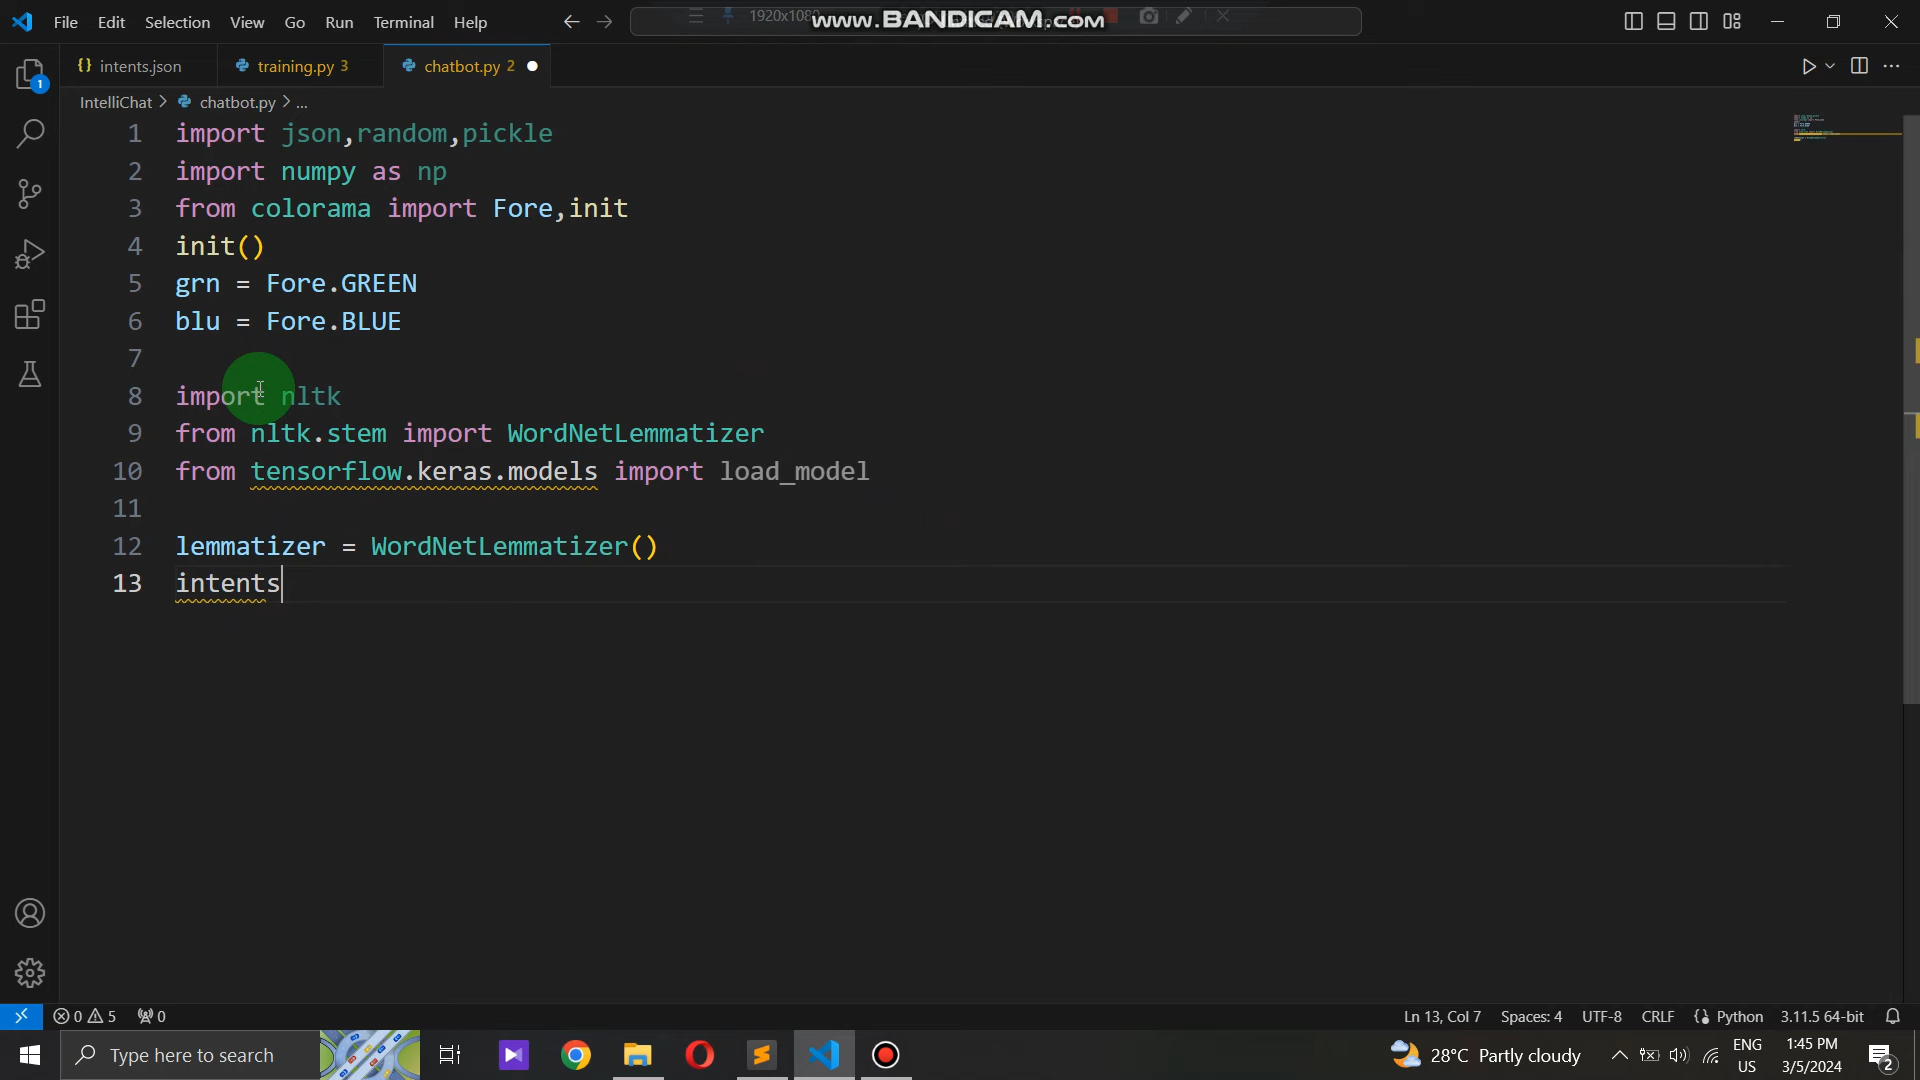 File Edit Selection View Go Run Terminal Help
1920x1080
www.BANDICAM.com
{} intents.json training.py 3 chatbot.py 2
1
IntelliChat > chatbot.py > ...
1 import json,random,pickle
2 import numpy as np
3 from colorama import Fore,init
4 init()
5 grn = Fore.GREEN
6 blu = Fore.BLUE
7
8 import nltk
9 from nltk.stem import WordNetLemmatizer
10 from tensorflow.keras.models import load_model
11
12 lemmatizer = WordNetLemmatizer()
13 intents
0 5 0
Ln 13, Col 7 Spaces: 4 UTF-8 CRLF {} Python 3.11.5 64-bit
Type here to search
28°C Partly cloudy
ENG
US
1:45 PM
3/5/2024
2